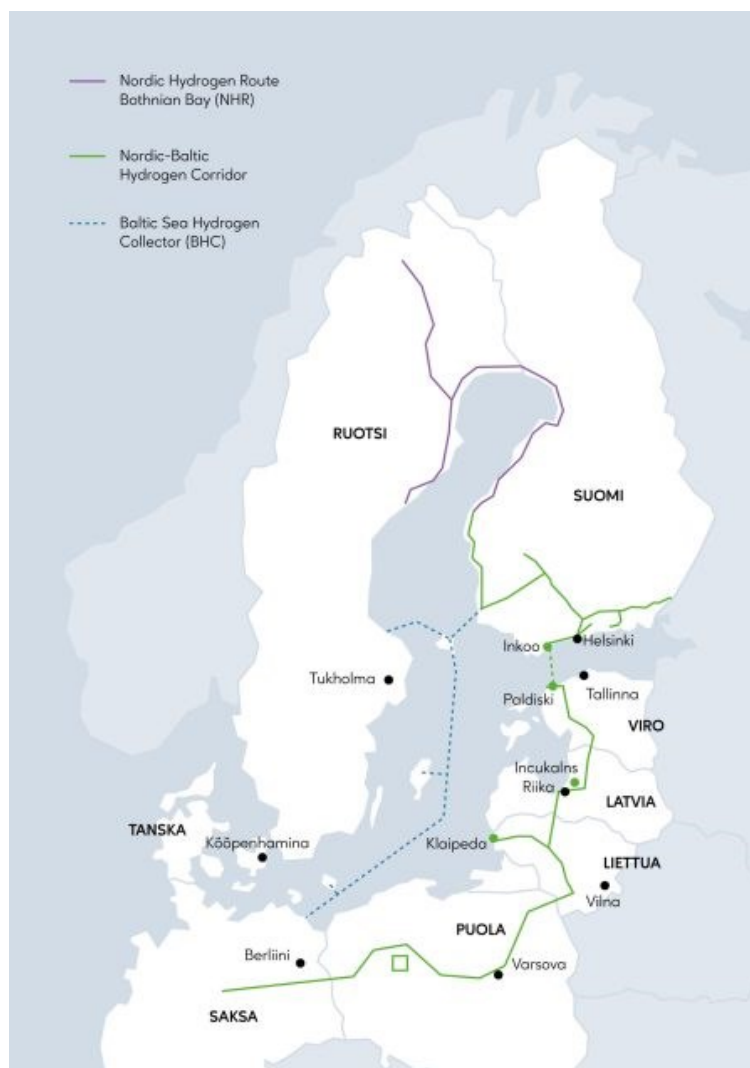 Nordic Hydrogen Route
Bothnian Bay (NHR)
Nordic-Baltic
Hydrogen Corridor
Baltic Sea Hydrogen
Collector (BHC)
RUOTSI
SUOMI
Inkoo
Helsinki
Tukholma
Paldiski
Tallinna
VIRO
Incukalns
Riika
LATVIA
TANSKA
Kööpenhamina
Klaipeda
LIETTUA
Vilna
PUOLA
Berliini
Varsova
SAKSA